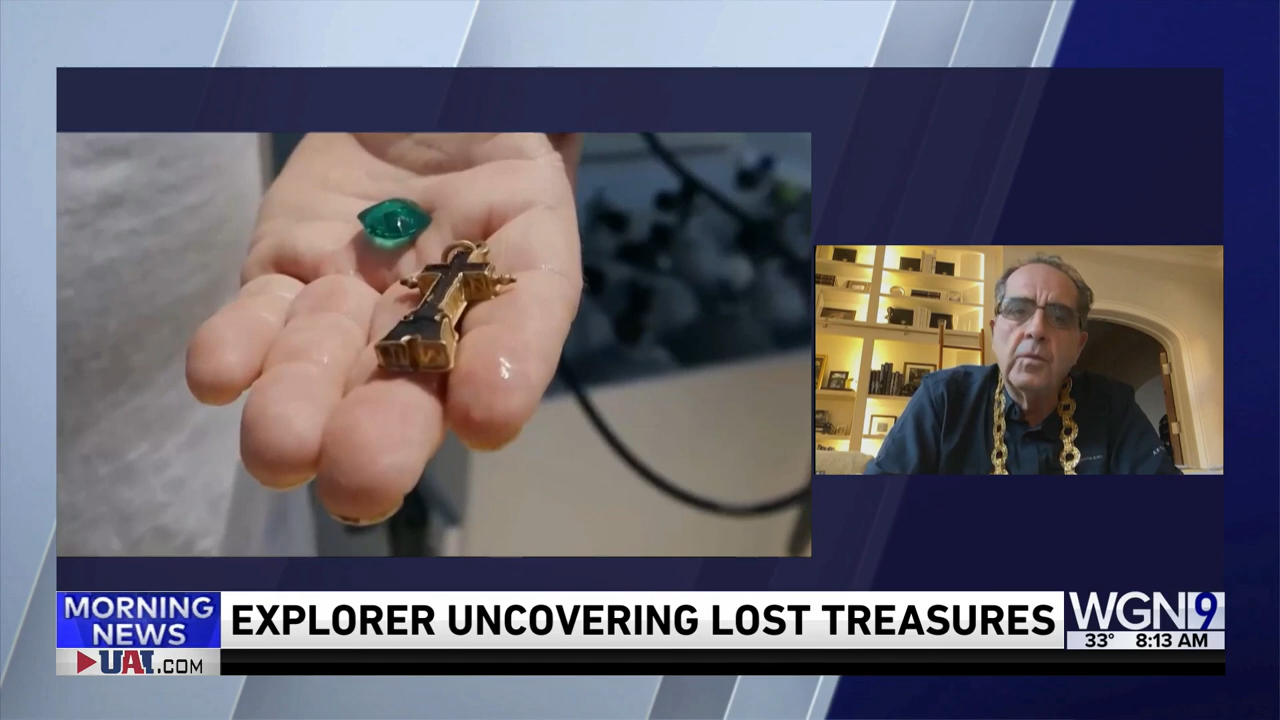 MORNING
NEWS
UAI.COM
EXPLORER UNCOVERING LOST TREASURES
WGN9
33° 8:13 AM